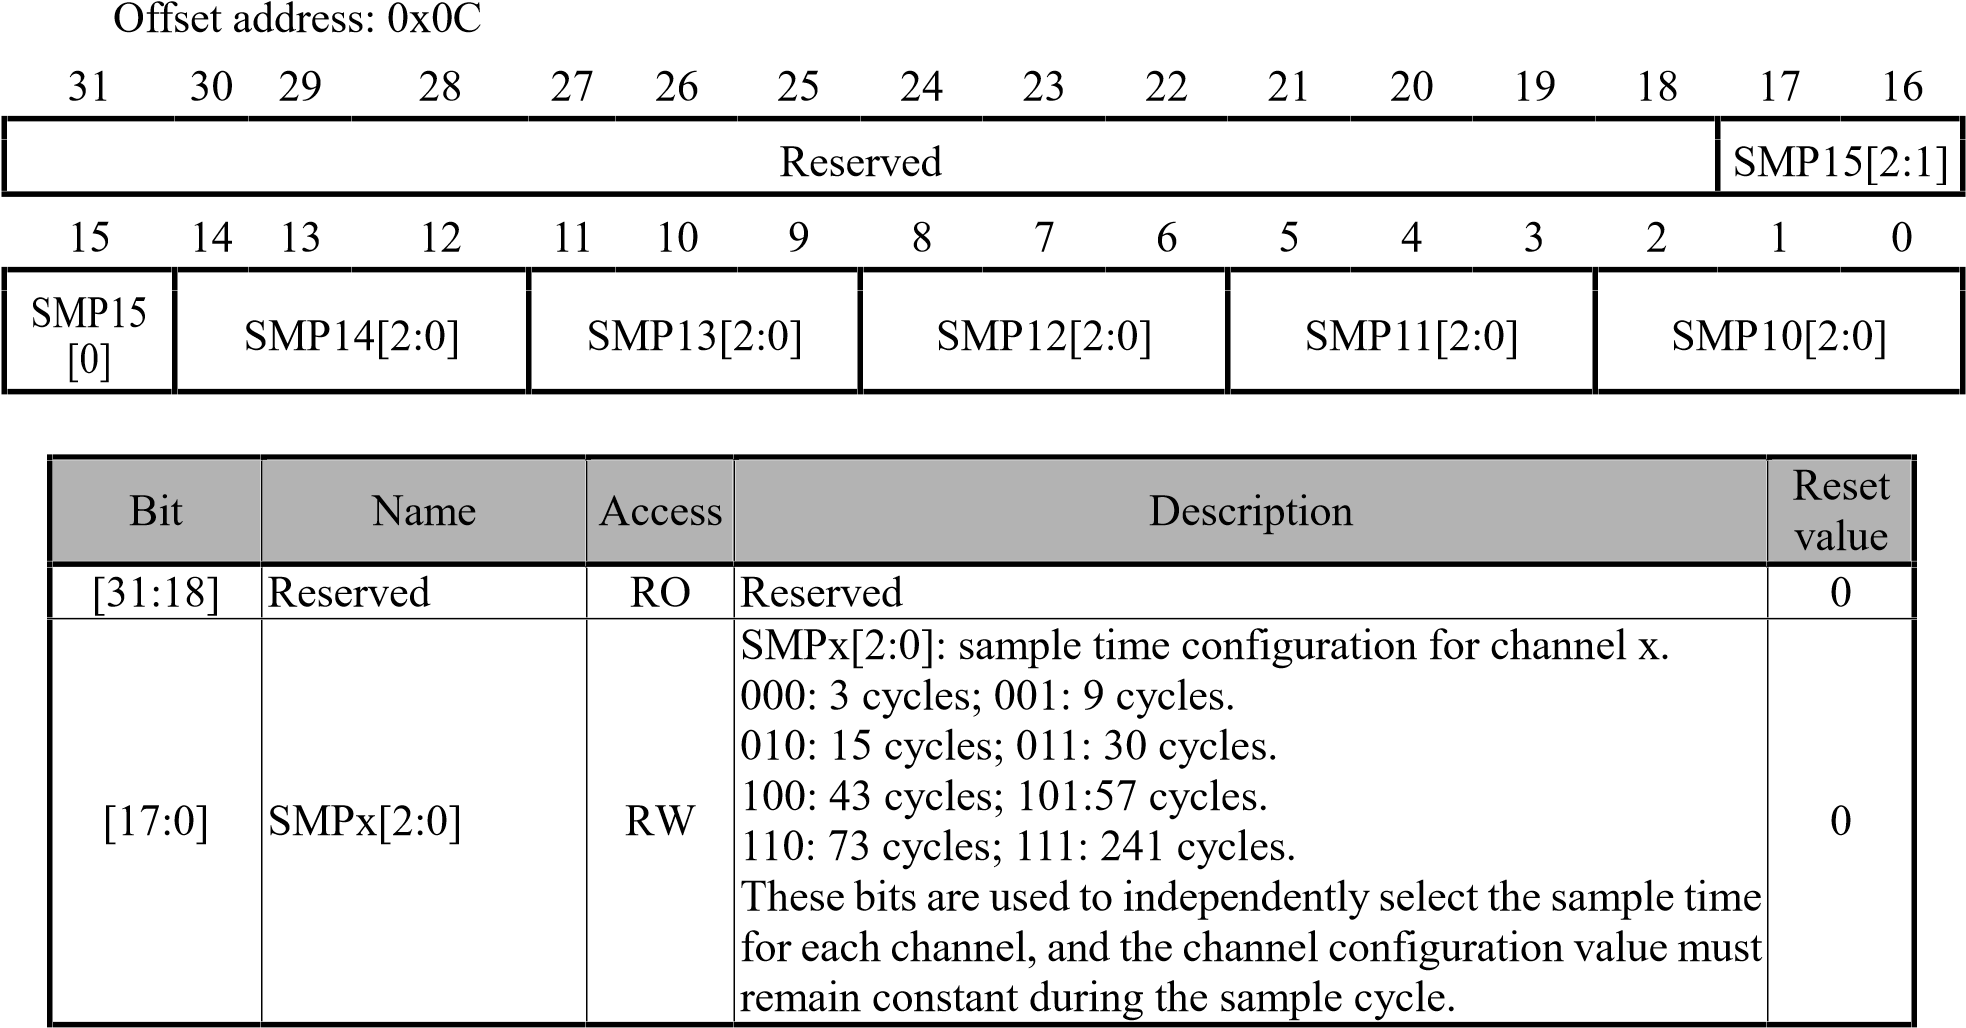 Offset address: 0x0C
31 30 29 28 27 26 25 24 23 22 21 20 19 18 17 16
Reserved SMP15[2:1]
15 14 13 12 11 10 9 8 7 6 5 4 3 2 1 0
SMP15
[0] SMP14[2:0] SMP13[2:0] SMP12[2:0] SMP11[2:0] SMP10[2:0]
Bit Name Access Description Reset
value
[31:18] Reserved RO Reserved 0
SMPx[2:0]: sample time configuration for channel x.
000: 3 cycles; 001: 9 cycles.
010: 15 cycles; 011: 30 cycles.
100: 43 cycles; 101:57 cycles.
[17:0] SMPx[2:0] RW 110: 73 cycles; 111: 241 cycles. 0
These bits are used to independently select the sample time
for each channel, and the channel configuration value must
remain constant during the sample cycle.